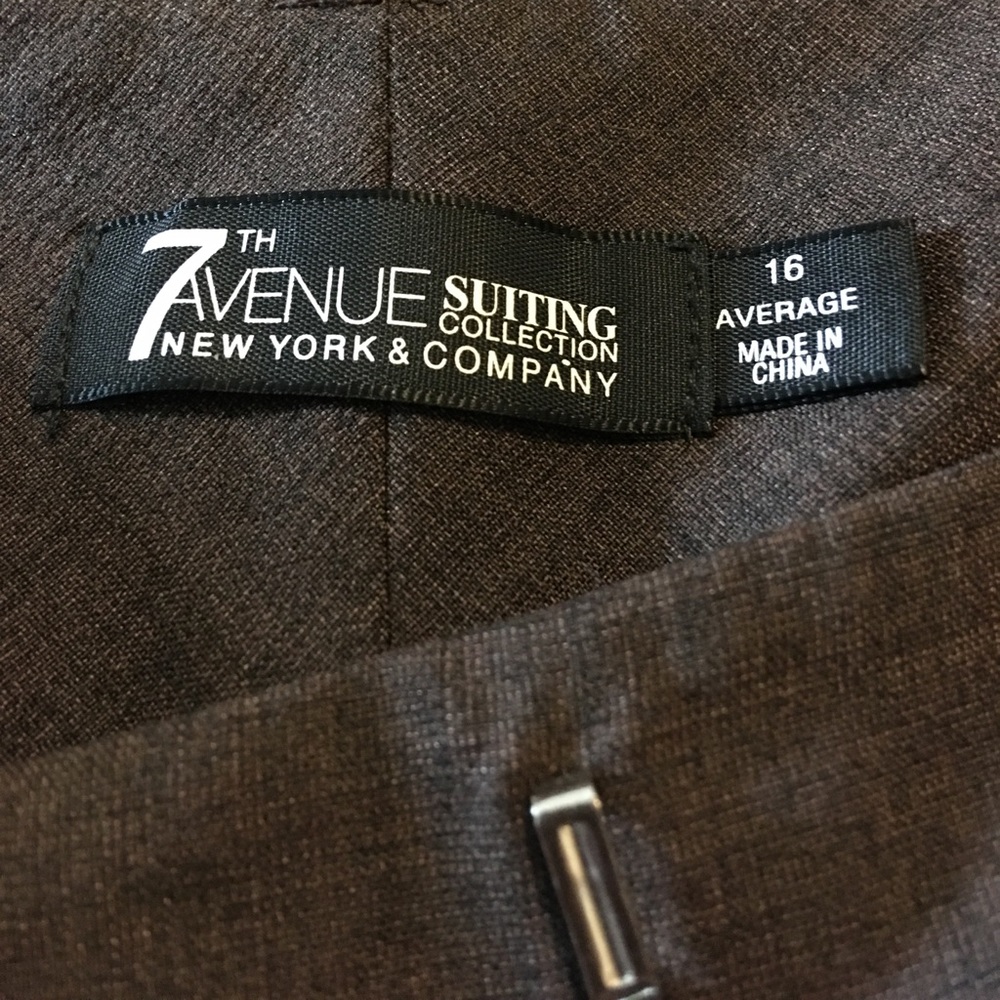 7TH
AVENUE SUITING
COLLECTION
NEW YORK & COMPANY
16
AVERAGE
MADE IN
CHINA